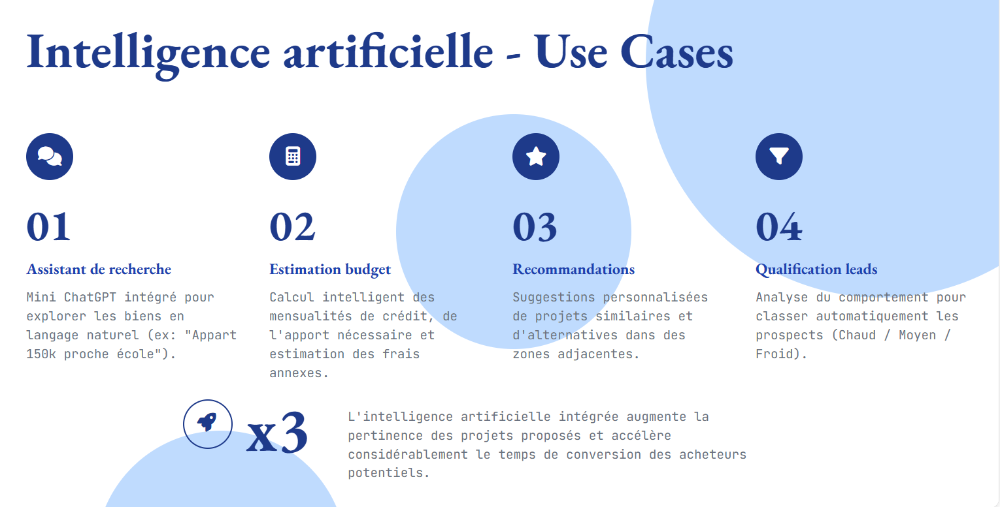 Intelligence artificielle - Use Cases
01
Assistant de recherche
Mini ChatGPT intégré pour
explorer les biens en
langage naturel (ex: "Appart
150k proche école").
02
Estimation budget
Calcul intelligent des
mensualités de crédit, de
l'apport nécessaire et
estimation des frais
annexes.
03
Recommandations
Suggestions personnalisées
de projets similaires et
d'alternatives dans des
zones adjacentes.
04
Qualification leads
Analyse du comportement pour
classer automatiquement les
prospects (Chaud / Moyen /
Froid).
x3
L'intelligence artificielle intégrée augmente la
pertinence des projets proposés et accélère
considérablement le temps de conversion des acheteurs
potentiels.